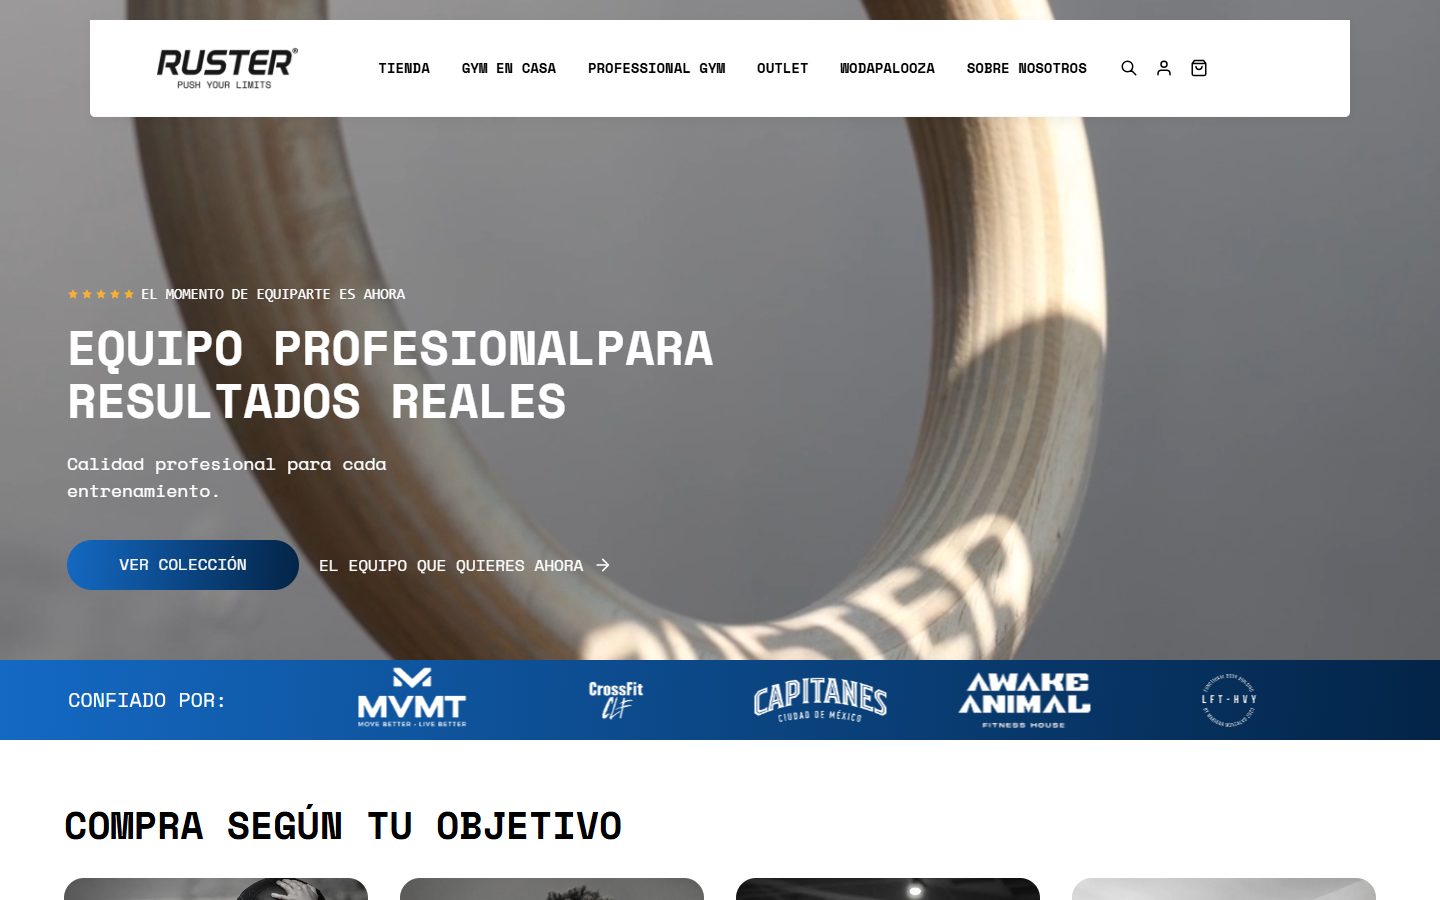 RUSTER®
PUSH YOUR LIMITS
TIENDA
GYM EN CASA
PROFESSIONAL GYM
OUTLET
WODAPALOOZA
SOBRE NOSOTROS
EL MOMENTO DE EQUIPARTE ES AHORA
EQUIPO PROFESIONALPARA
RESULTADOS REALES
Calidad profesional para cada
entrenamiento.
VER COLECCIÓN
EL EQUIPO QUE QUIERES AHORA
CONFIADO POR:
MVMT
MOVE BETTER · LIVE BETTER
CrossFit
CLF
CAPITANES
CIUDAD DE MÉXICO
AWAKE
ANIMAL
FITNESS HOUSE
LFT-HVY
COMPRA SEGÚN TU OBJETIVO